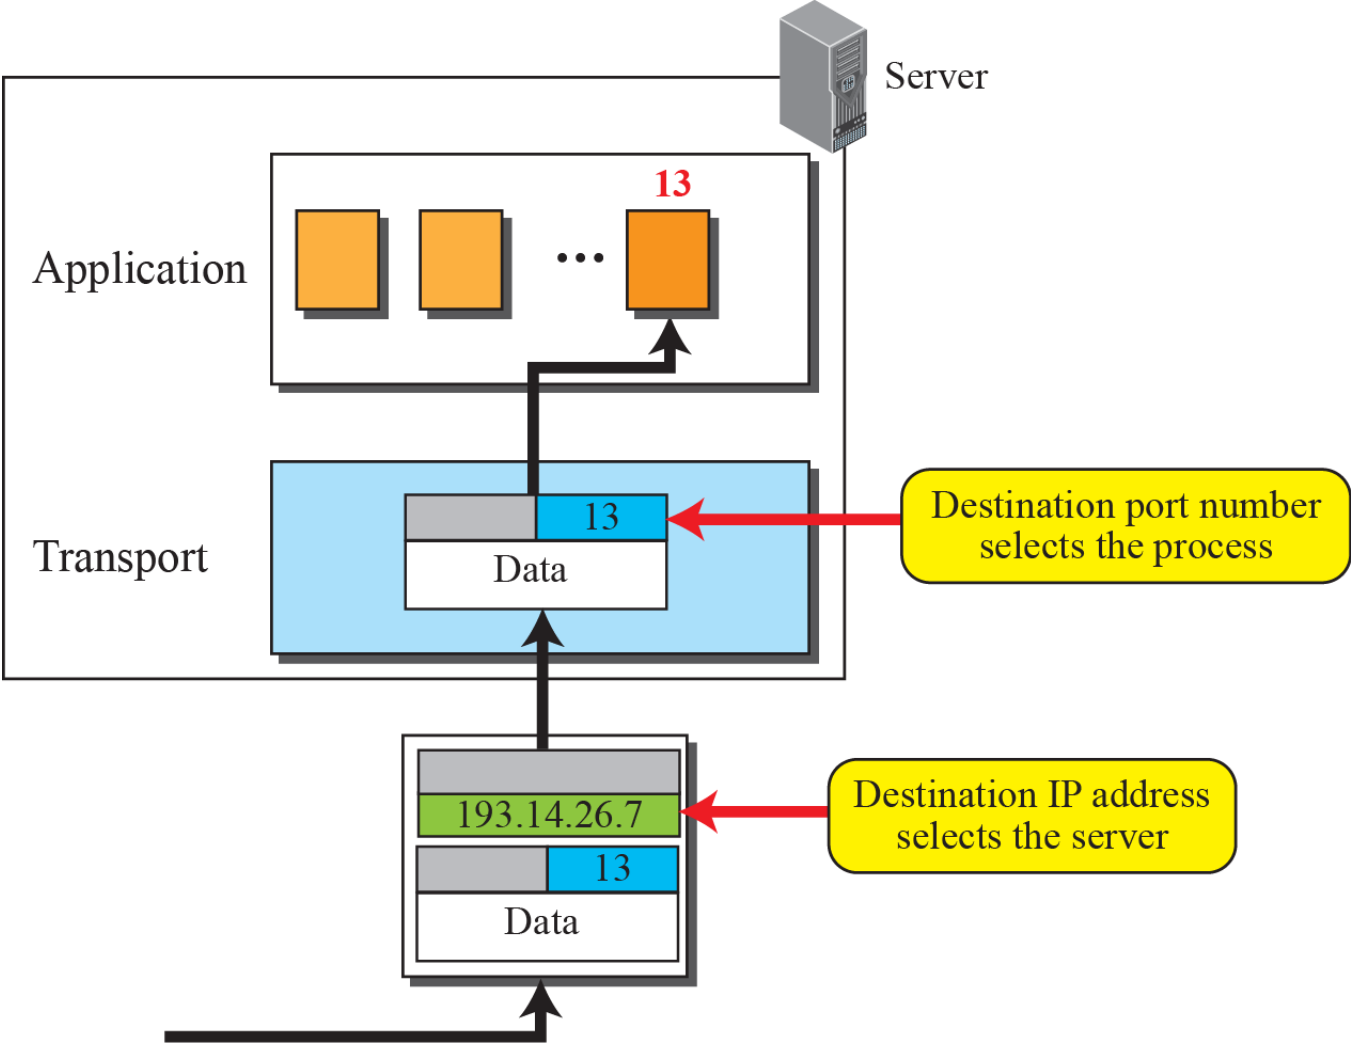 Server
13
Application
13
Destination port number
selects the process
Transport
Data
193.14.26.7
Destination IP address
selects the server
13
Data